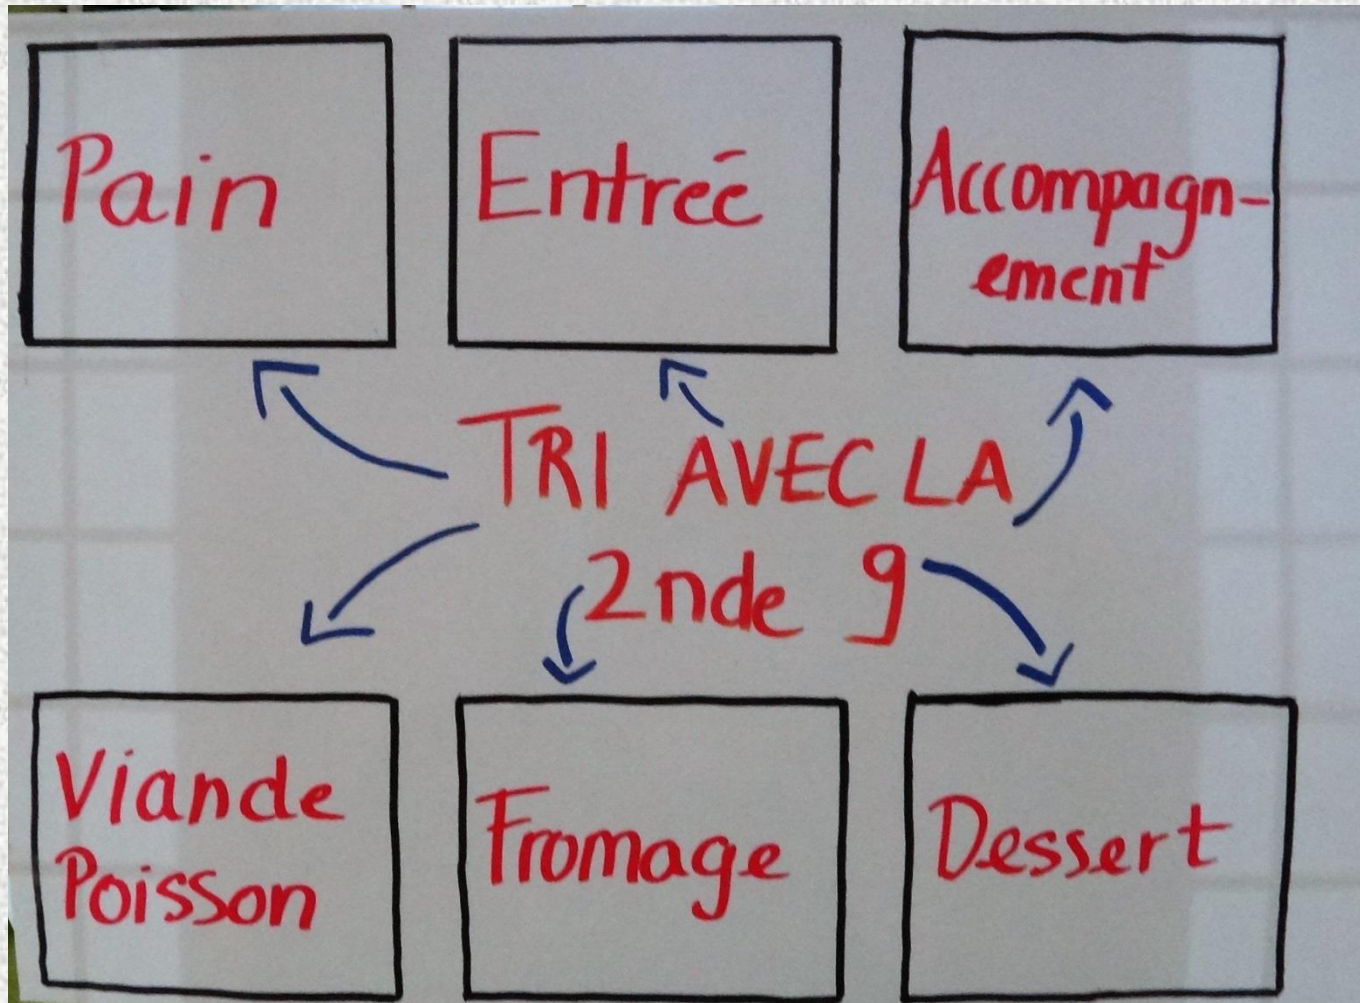 Pain
Entrée
Accompagn-
ement
TRI AVEC LA
2nde 9
Viande
Poisson
Fromage
Dessert